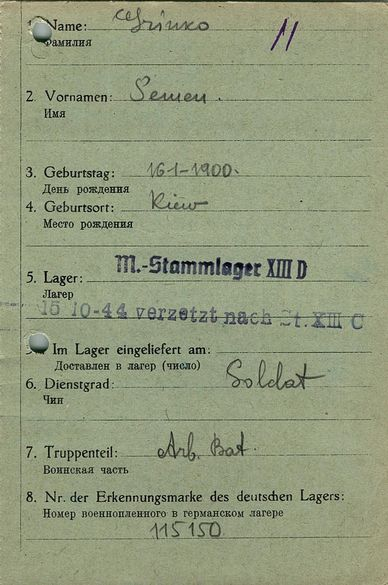 1. Name: Grinko
Фамилия
11
2. Vornamen: Semen.
Имя
3. Geburtstag: 16 1-1900.
День рождения
4. Geburtsort: Kiew
Место рождения
M.-Stammlager XIII D
5. Lager:
Лагер
15 10-44 verzetzt nach St. XIII C
Im Lager eingeliefert am:
Доставлен в лагер (число)
6. Dienstgrad: Soldat
Чин
7. Truppenteil: Arb. Bat.
Воинская часть
8. Nr. der Erkennungsmarke des deutschen Lagers:
Номер военнопленного в германском лагере
115150